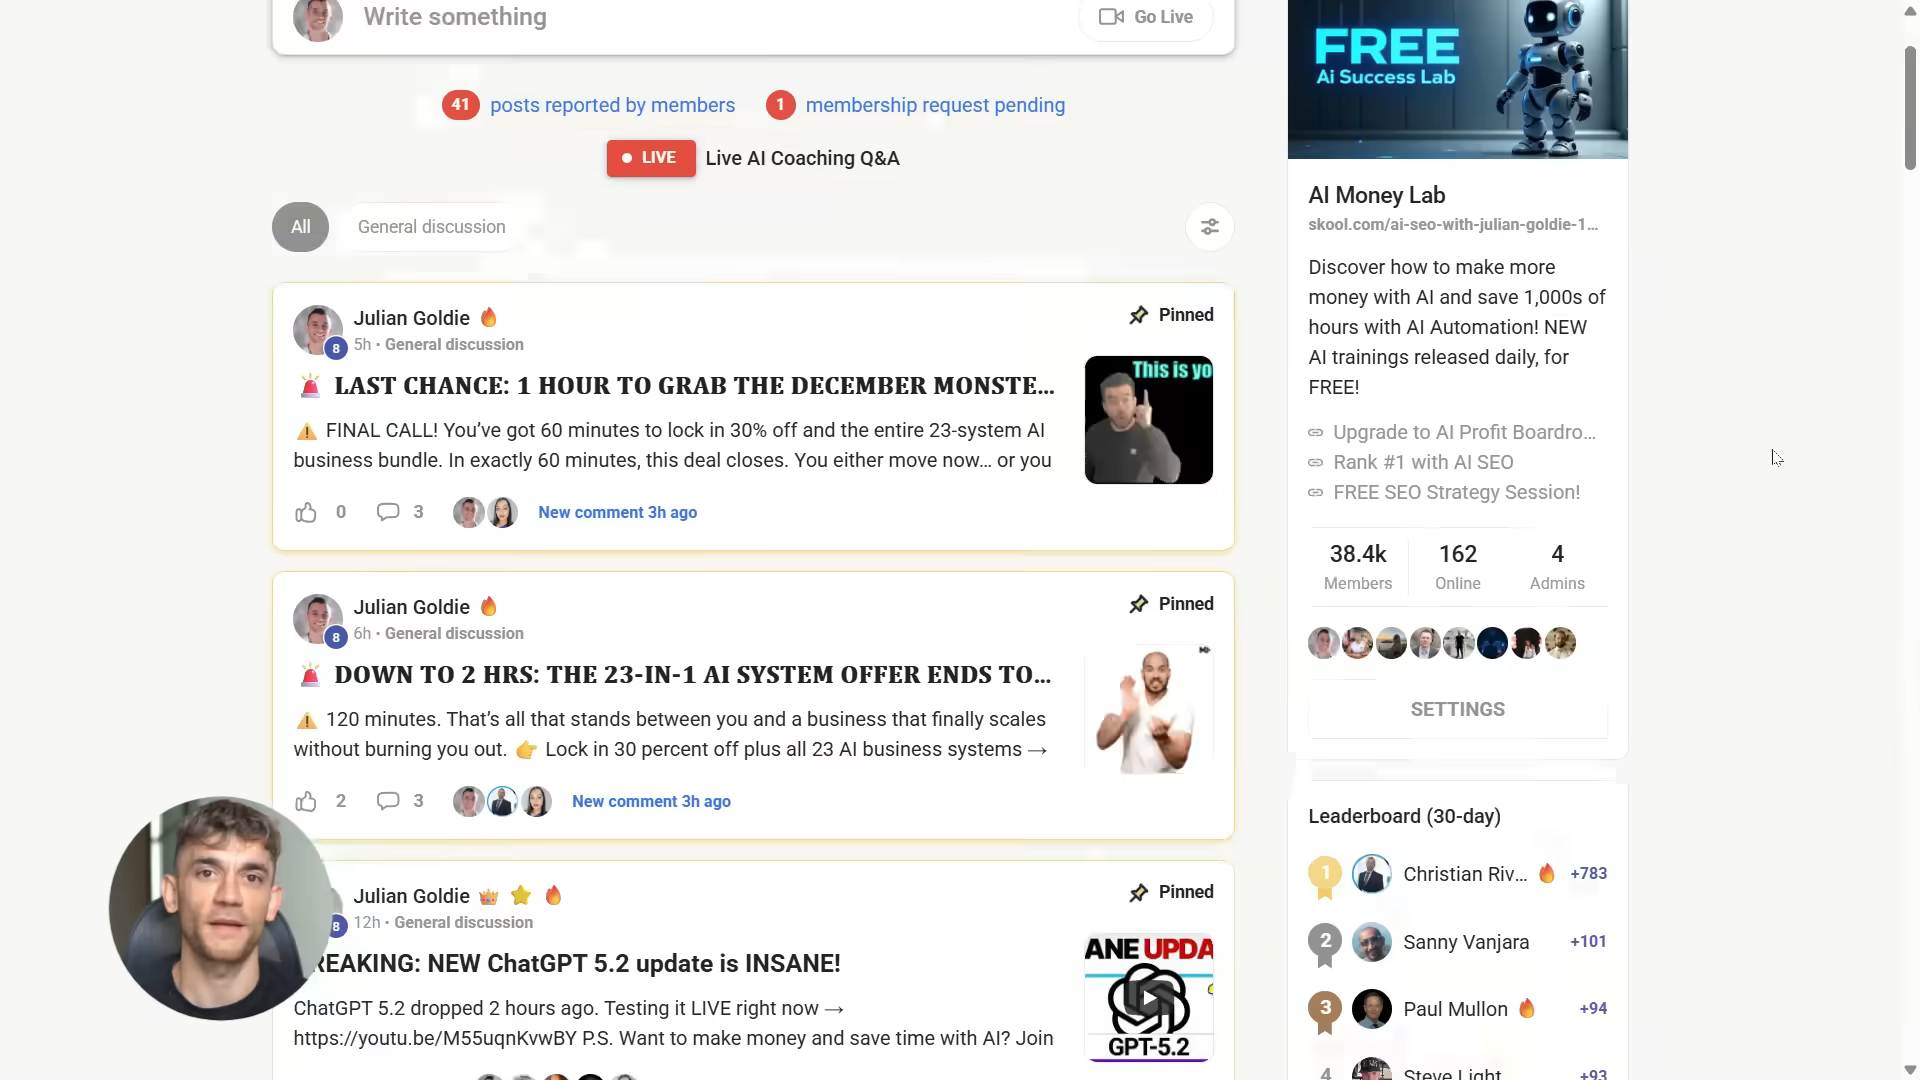 Write something
Go Live
41 posts reported by members
1 membership request pending
LIVE Live AI Coaching Q&A
All
General discussion
Julian Goldie
8
5h • General discussion
Pinned
LAST CHANCE: 1 HOUR TO GRAB THE DECEMBER MONSTE...
FINAL CALL! You’ve got 60 minutes to lock in 30% off and the entire 23-system AI
business bundle. In exactly 60 minutes, this deal closes. You either move now... or you
This is yo
0
3
New comment 3h ago
Julian Goldie
8
6h • General discussion
Pinned
DOWN TO 2 HRS: THE 23-IN-1 AI SYSTEM OFFER ENDS TO...
120 minutes. That’s all that stands between you and a business that finally scales
without burning you out. 👉 Lock in 30 percent off plus all 23 AI business systems →
2
3
New comment 3h ago
Julian Goldie
8
12h • General discussion
Pinned
REAKING: NEW ChatGPT 5.2 update is INSANE!
ChatGPT 5.2 dropped 2 hours ago. Testing it LIVE right now →
https://youtu.be/M55uqnKvwBY P.S. Want to make money and save time with AI? Join
ANE UPDA
GPT-5.2
FREE
Ai Success Lab
AI Money Lab
skool.com/ai-seo-with-julian-goldie-1...
Discover how to make more
money with AI and save 1,000s of
hours with AI Automation! NEW
AI trainings released daily, for
FREE!
Upgrade to AI Profit Boardro...
Rank #1 with AI SEO
FREE SEO Strategy Session!
38.4k
Members
162
Online
4
Admins
SETTINGS
Leaderboard (30-day)
1 Christian Riv... +783
2 Sanny Vanjara +101
3 Paul Mullon +94
4 Steve Light +93